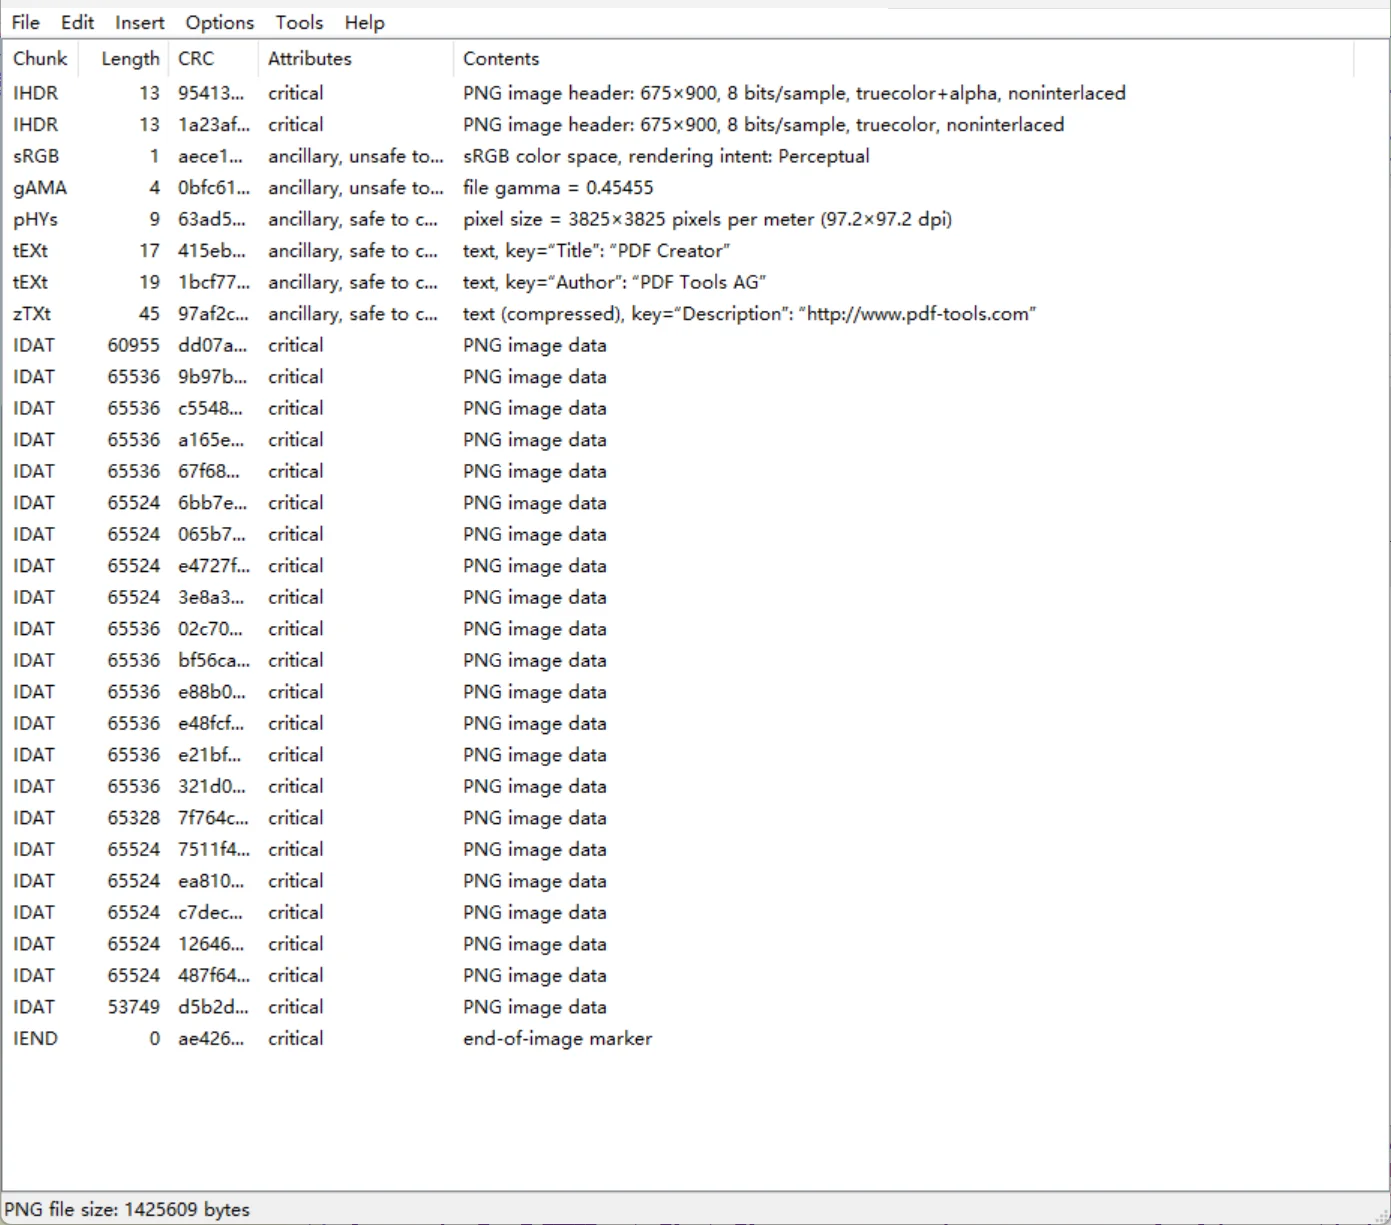 File Edit Insert Options Tools Help
Chunk Length CRC Attributes Contents
IHDR 13 95413... critical PNG image header: 675×900, 8 bits/sample, truecolor+alpha, noninterlaced
IHDR 13 1a23af... critical PNG image header: 675×900, 8 bits/sample, truecolor, noninterlaced
sRGB 1 aece1... ancillary, unsafe to... sRGB color space, rendering intent: Perceptual
gAMA 4 0bfc61... ancillary, unsafe to... file gamma = 0.45455
pHYs 9 63ad5... ancillary, safe to c... pixel size = 3825×3825 pixels per meter (97.2×97.2 dpi)
tEXt 17 415eb... ancillary, safe to c... text, key=“Title”: “PDF Creator”
tEXt 19 1bcf77... ancillary, safe to c... text, key=“Author”: “PDF Tools AG”
zTXt 45 97af2c... ancillary, safe to c... text (compressed), key=“Description”: “http://www.pdf-tools.com”
IDAT 60955 dd07a... critical PNG image data
IDAT 65536 9b97b... critical PNG image data
IDAT 65536 c5548... critical PNG image data
IDAT 65536 a165e... critical PNG image data
IDAT 65536 67f68... critical PNG image data
IDAT 65524 6bb7e... critical PNG image data
IDAT 65524 065b7... critical PNG image data
IDAT 65524 e4727f... critical PNG image data
IDAT 65524 3e8a3... critical PNG image data
IDAT 65536 02c70... critical PNG image data
IDAT 65536 bf56ca... critical PNG image data
IDAT 65536 e88b0... critical PNG image data
IDAT 65536 e48fcf... critical PNG image data
IDAT 65536 e21bf... critical PNG image data
IDAT 65536 321d0... critical PNG image data
IDAT 65328 7f764c... critical PNG image data
IDAT 65524 7511f4... critical PNG image data
IDAT 65524 ea810... critical PNG image data
IDAT 65524 c7dec... critical PNG image data
IDAT 65524 12646... critical PNG image data
IDAT 65524 487f64... critical PNG image data
IDAT 53749 d5b2d... critical PNG image data
IEND 0 ae426... critical end-of-image marker
PNG file size: 1425609 bytes